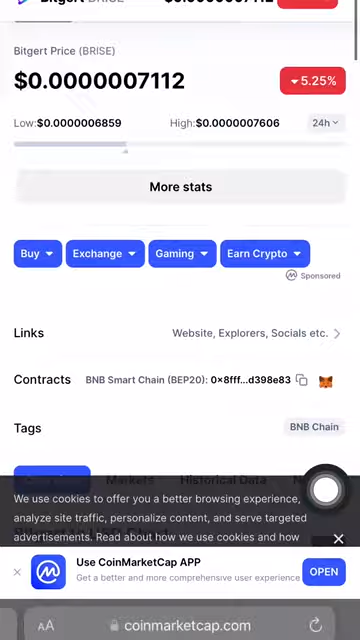 Bitgert BRISE $0.0000007112
Bitgert Price (BRISE)
$0.0000007112 5.25%
Low:$0.0000006859 High:$0.0000007606 24h
More stats
Buy Exchange Gaming Earn Crypto
Sponsored
Links Website, Explorers, Socials etc.
Contracts BNB Smart Chain (BEP20): 0x8fff...d398e83
Tags BNB Chain
Markets Historical Data
We use cookies to offer you a better browsing experience,
analyze site traffic, personalize content, and serve targeted
advertisements. Read about how we use cookies and how
Use CoinMarketCap APP
Get a better and more comprehensive user experience
OPEN
AA coinmarketcap.com